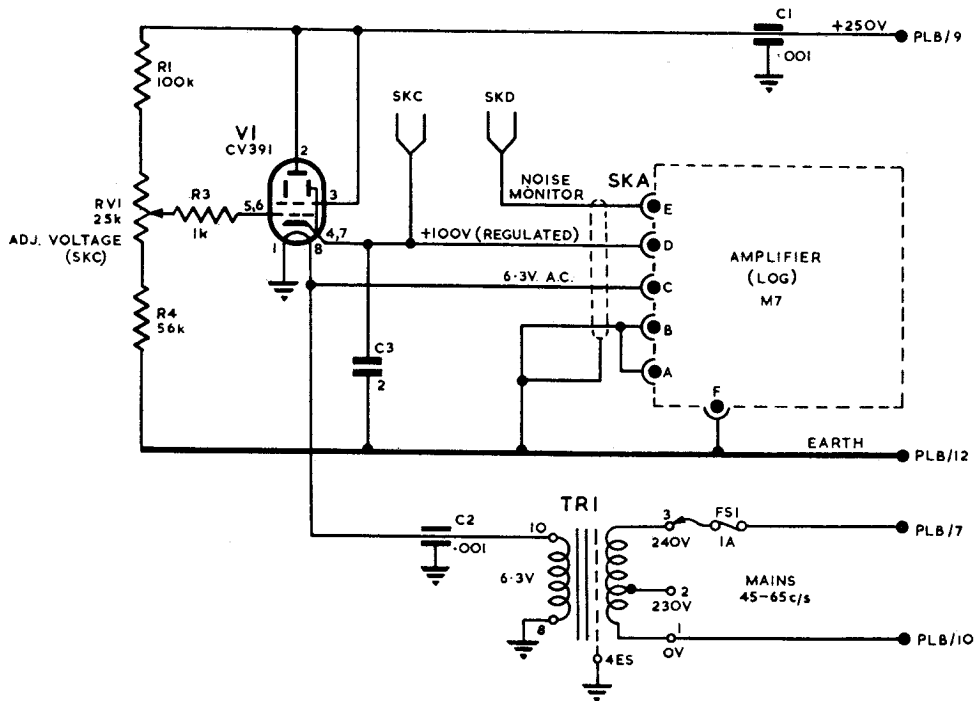 C1
+250V
PLB/9
.001
R1
100k
SKC
SKD
V1
CV391
2
NOISE
MONITOR
SKA
E
R3
5,6
3
RV1
25k
1k
4,7
+100V (REGULATED)
D
ADJ. VOLTAGE
(SKC)
1
8
AMPLIFIER
(LOG)
M7
6·3V. A.C.
C
R4
56k
B
C3
2
A
F
EARTH
PLB/12
TR1
C2
10
3
FS1
PLB/7
.001
240V
1A
6·3V
MAINS
45-65c/s
2
230V
8
1
PLB/10
0V
4ES